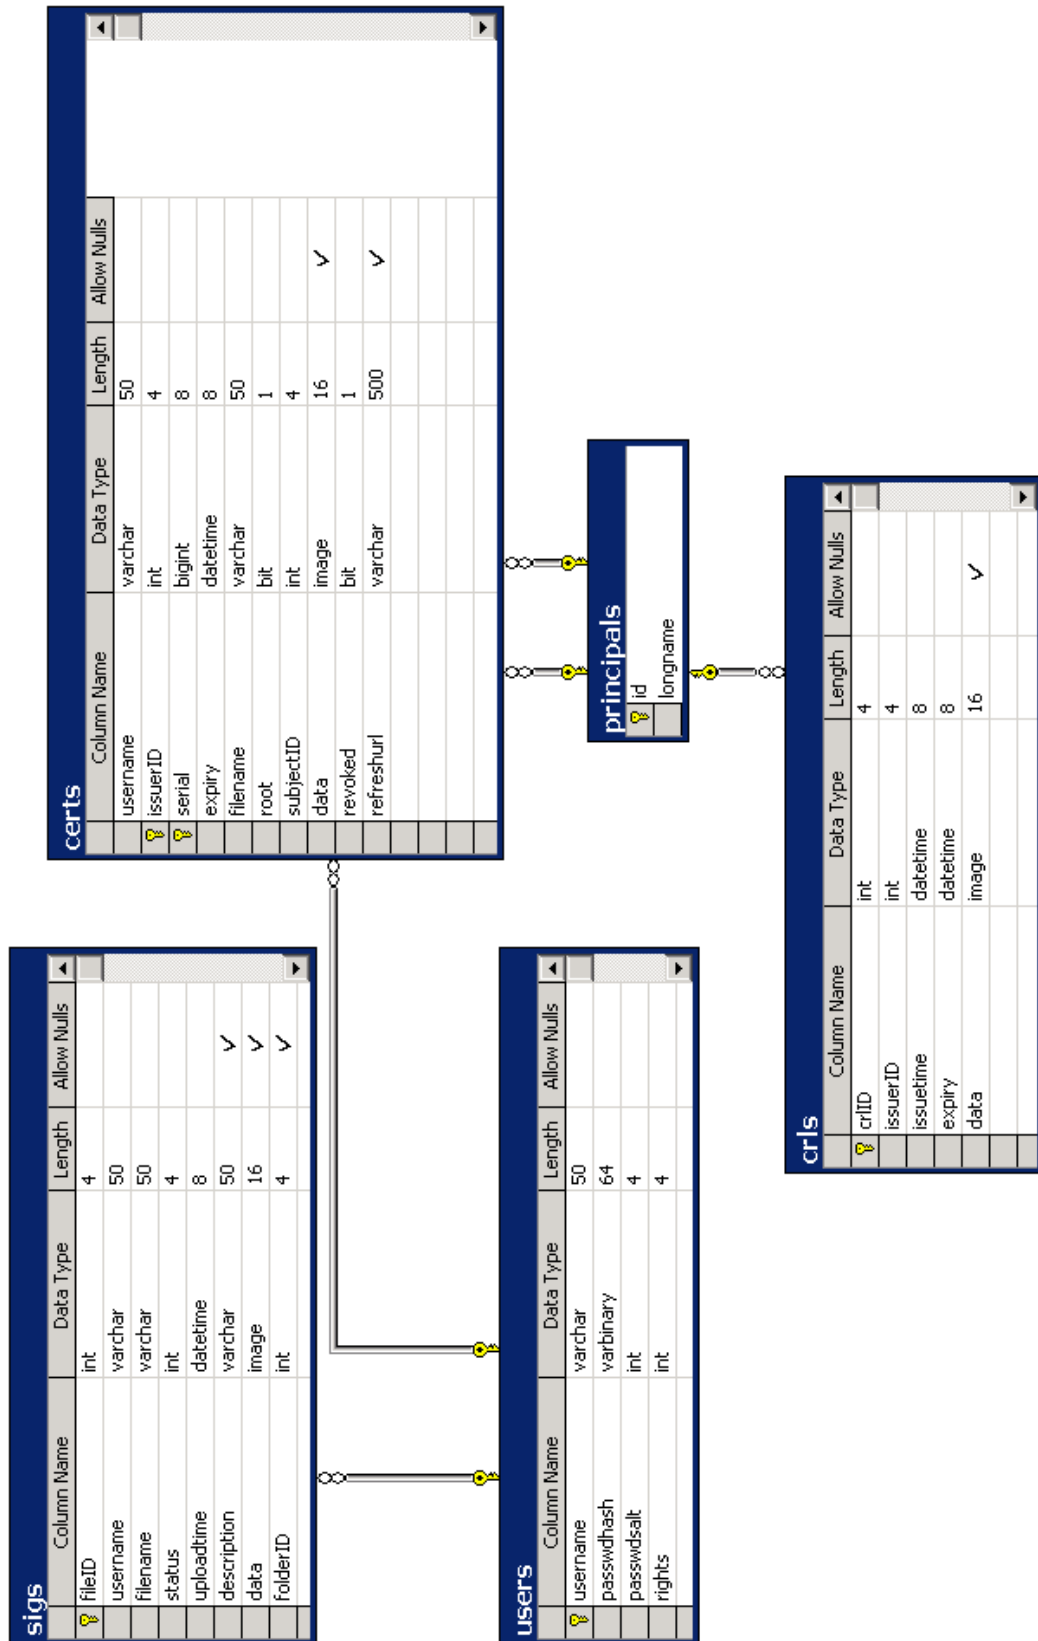 sigs
Column Name Data Type Length Allow Nulls
fileID int 4
username varchar 50
filename varchar 50
status int 4
uploadtime datetime 8
description varchar 50
data image 16
folderID int 4
certs
Column Name Data Type Length Allow Nulls
username varchar 50
issuerID int 4
serial bigint 8
expiry datetime 8
filename varchar 50
root bit 1
subjectID int 4
data image 16
revoked bit 1
refreshurl varchar 500
users
Column Name Data Type Length Allow Nulls
username varchar 50
passwdhash varbinary 64
passwdsalt int 4
rights int 4
principals
id
longname
crls
Column Name Data Type Length Allow Nulls
crlID int 4
issuerID int 4
issuetime datetime 8
expiry datetime 8
data image 16